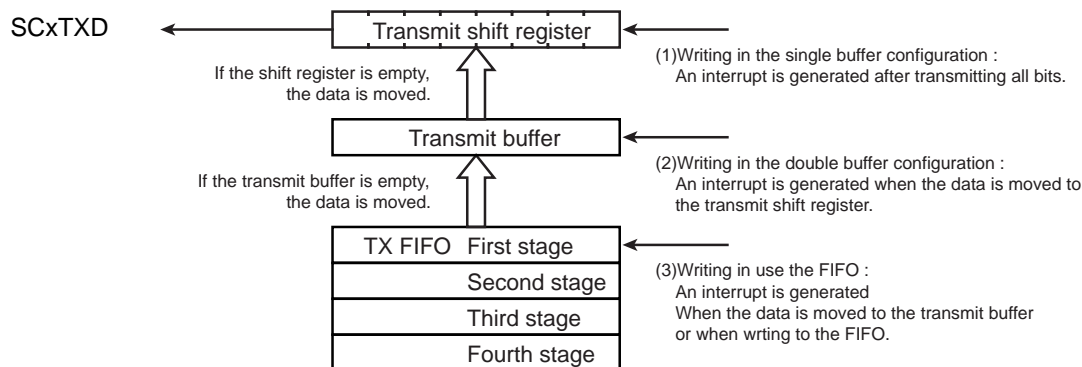 SCxTXD
Transmit shift register
(1)Writing in the single buffer configuration :
An interrupt is generated after transmitting all bits.
If the shift register is empty,
the data is moved.
Transmit buffer
(2)Writing in the double buffer configuration :
An interrupt is generated when the data is moved to
the transmit shift register.
If the transmit buffer is empty,
the data is moved.
TX FIFO First stage
Second stage
Third stage
Fourth stage
(3)Writing in use the FIFO :
An interrupt is generated
When the data is moved to the transmit buffer
or when wrting to the FIFO.